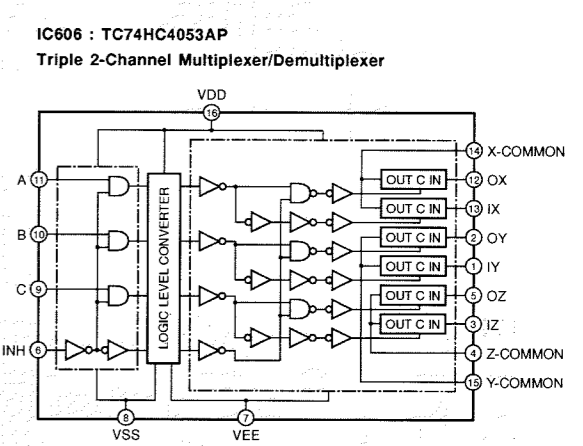 IC606 : TC74HC4053AP
Triple 2-Channel Multiplexer/Demultiplexer
VDD
16
14 X-COMMON
A 11
OUT C IN 12 OX
OUT C IN 13 IX
B 10
OUT C IN 2 OY
LOGIC LEVEL CONVERTER
OUT C IN 1 IY
C 9
OUT C IN 5 OZ
OUT C IN 3 IZ
INH 6
4 Z-COMMON
15 Y-COMMON
8
7
VSS
VEE